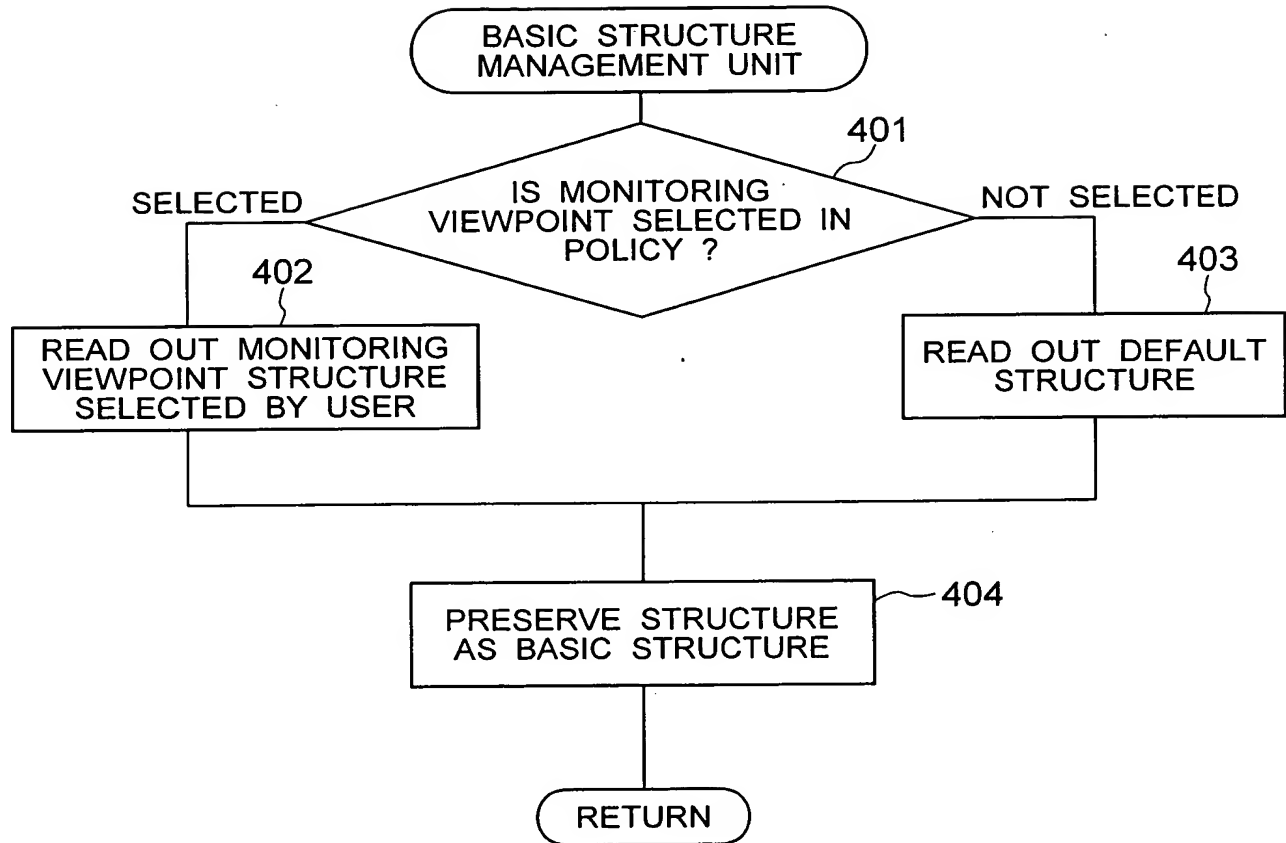 BASIC STRUCTURE
MANAGEMENT UNIT
401
IS MONITORING
VIEWPOINT SELECTED IN
POLICY ?
SELECTED
NOT SELECTED
402
403
READ OUT MONITORING
VIEWPOINT STRUCTURE
SELECTED BY USER
READ OUT DEFAULT
STRUCTURE
PRESERVE STRUCTURE
AS BASIC STRUCTURE
404
RETURN